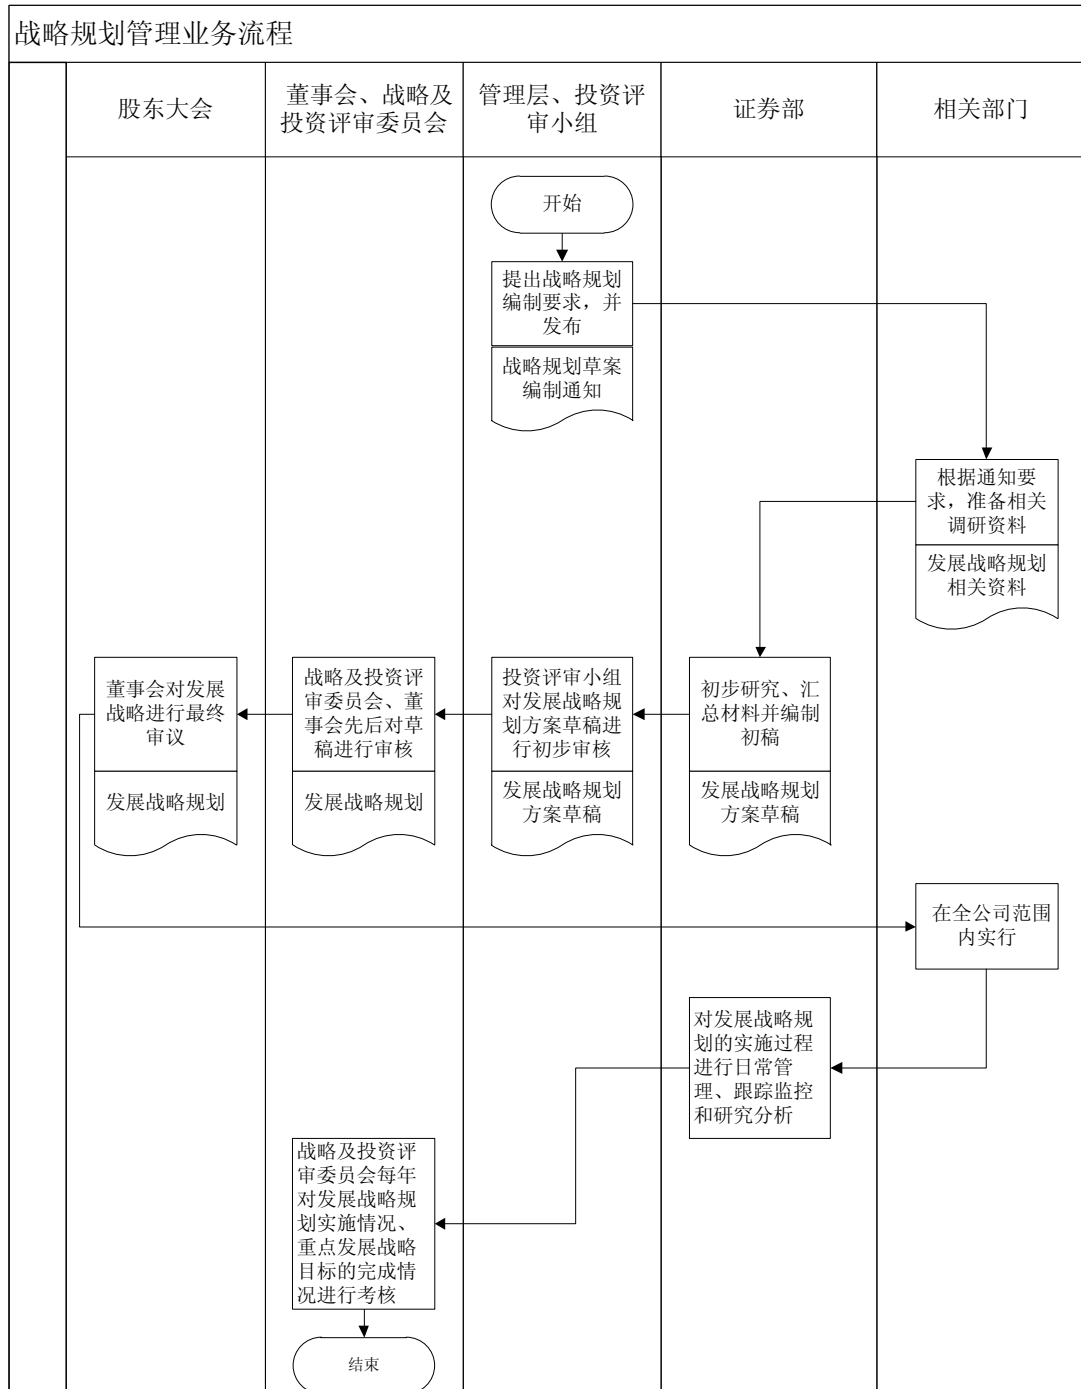 战略规划管理业务流程
股东大会
董事会、战略及
投资评审委员会
管理层、投资评
审小组
证券部
相关部门
开始
提出战略规划
编制要求，并
发布
战略规划草案
编制通知
根据通知要
求，准备相关
调研资料
发展战略规划
相关资料
董事会对发展
战略进行最终
审议
发展战略规划
战略及投资评
审委员会、董
事会先后对草
稿进行审核
发展战略规划
投资评审小组
对发展战略规
划方案草稿进
行初步审核
发展战略规划
方案草稿
初步研究、汇
总材料并编制
初稿
发展战略规划
方案草稿
在全公司范围
内实行
对发展战略规
划的实施过程
进行日常管
理、跟踪监控
和研究分析
战略及投资评
审委员会每年
对发展战略规
划实施情况、
重点发展战略
目标的完成情
况进行考核
结束